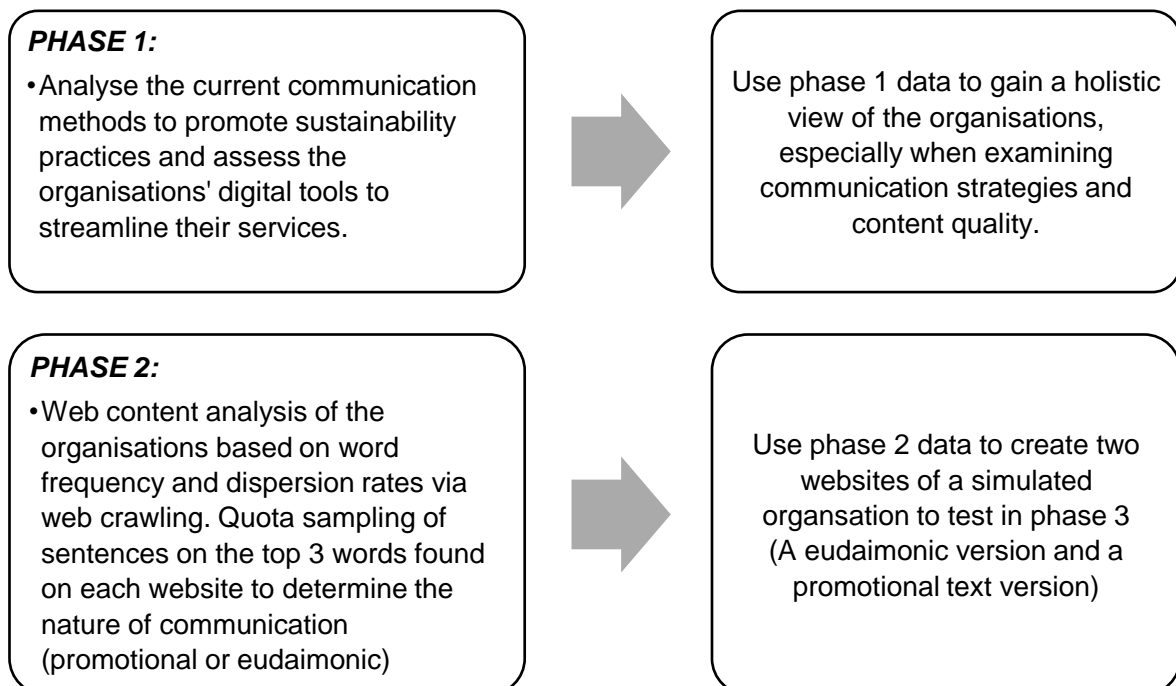 PHASE 1:
•Analyse the current communication
methods to promote sustainability
practices and assess the
organisations' digital tools to
streamline their services.
Use phase 1 data to gain a holistic
view of the organisations,
especially when examining
communication strategies and
content quality.
PHASE 2:
•Web content analysis of the
organisations based on word
frequency and dispersion rates via
web crawling. Quota sampling of
sentences on the top 3 words found
on each website to determine the
nature of communication
(promotional or eudaimonic)
Use phase 2 data to create two
websites of a simulated
organsation to test in phase 3
(A eudaimonic version and a
promotional text version)